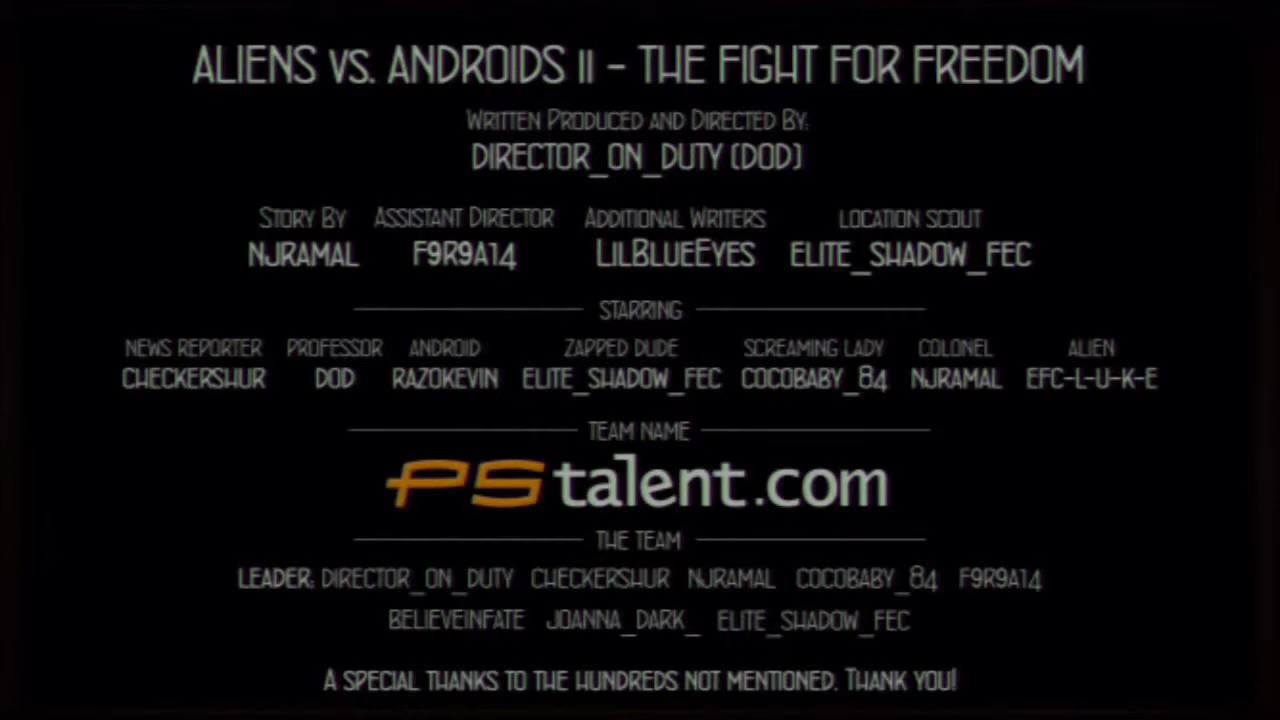 ALIENS VS. ANDROIDS II - THE FIGHT FOR FREEDOM
WRITTEN PRODUCED AND DIRECTED BY:
DIRECTOR_ON_DUTY (DOD)
STORY BY ASSISTANT DIRECTOR ADDITIONAL WRITERS LOCATION SCOUT
NJRAMAL F9R9A14 LILBLUEEYES ELITE_SHADOW_FEC
STARRING
NEWS REPORTER PROFESSOR ANDROID ZAPPED DUDE SCREAMING LADY COLONEL ALIEN
CHECKERSHUR DOD RAZOKEVIN ELITE_SHADOW_FEC COCOBABY_84 NJRAMAL EFC-L-U-K-E
TEAM NAME
PS talent.com
THE TEAM
LEADER: DIRECTOR_ON_DUTY CHECKERSHUR NJRAMAL COCOBABY_84 F9R9A14
BELIEVEINFATE JOANNA_DARK_ ELITE_SHADOW_FEC
A SPECIAL THANKS TO THE HUNDREDS NOT MENTIONED. THANK YOU!